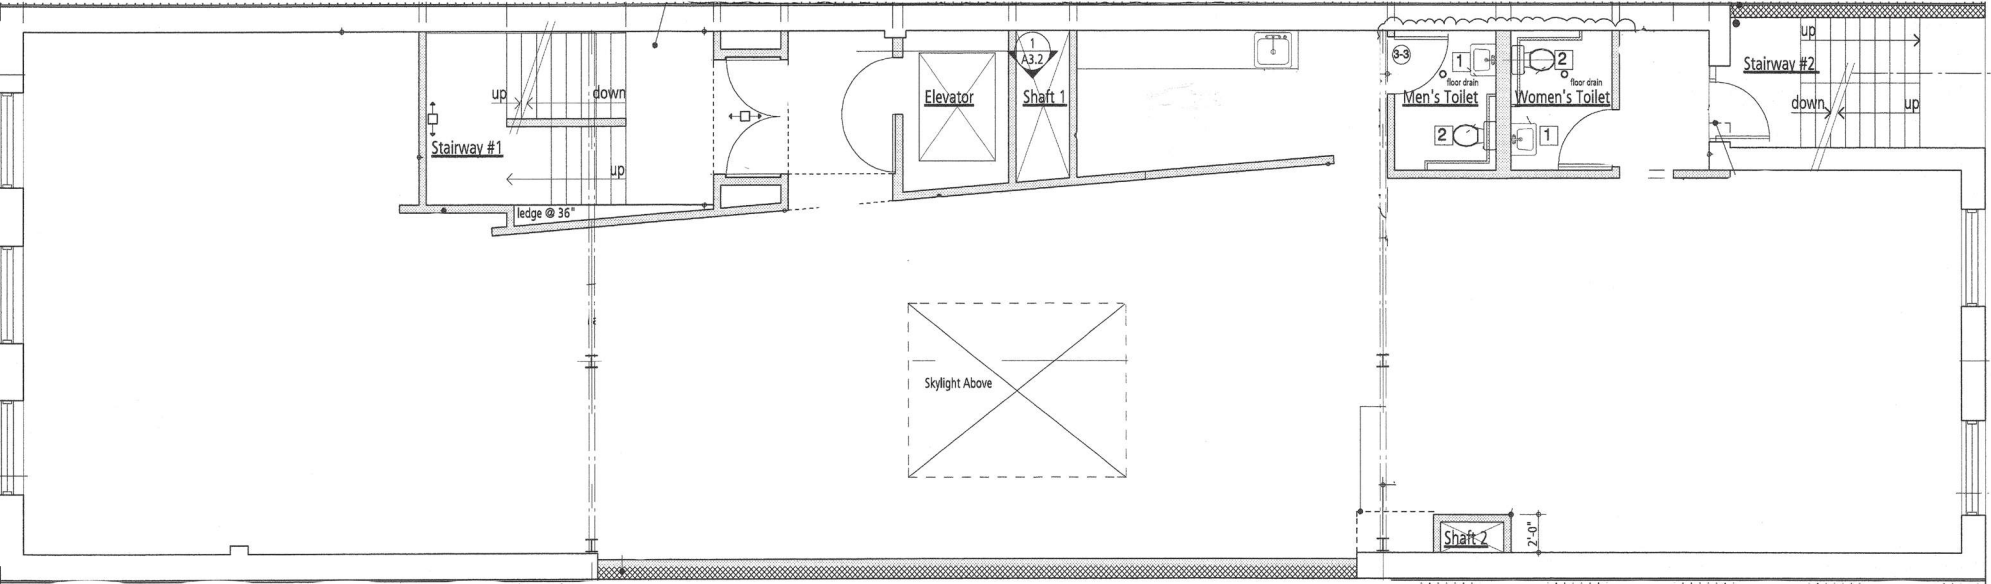 up
down
Stairway #1
up
ledge @ 36"
Elevator
1
A3.2
Shaft 1
3-3
1
floor drain
Men's Toilet
2
2
floor drain
Women's Toilet
1
up
Stairway #2
down
up
Skylight Above
Shaft 2
2'-0"